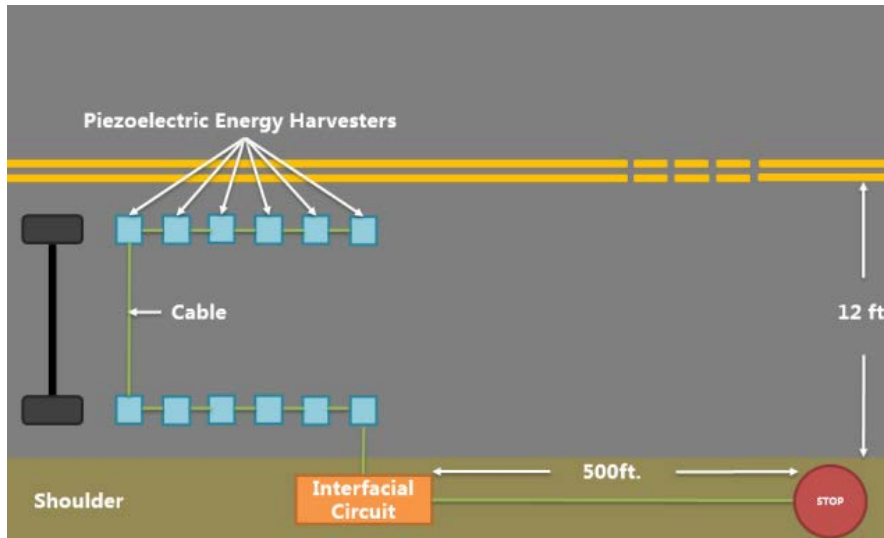 Piezoelectric Energy Harvesters
Cable
12 ft
500ft.
Shoulder
Interfacial
Circuit
STOP